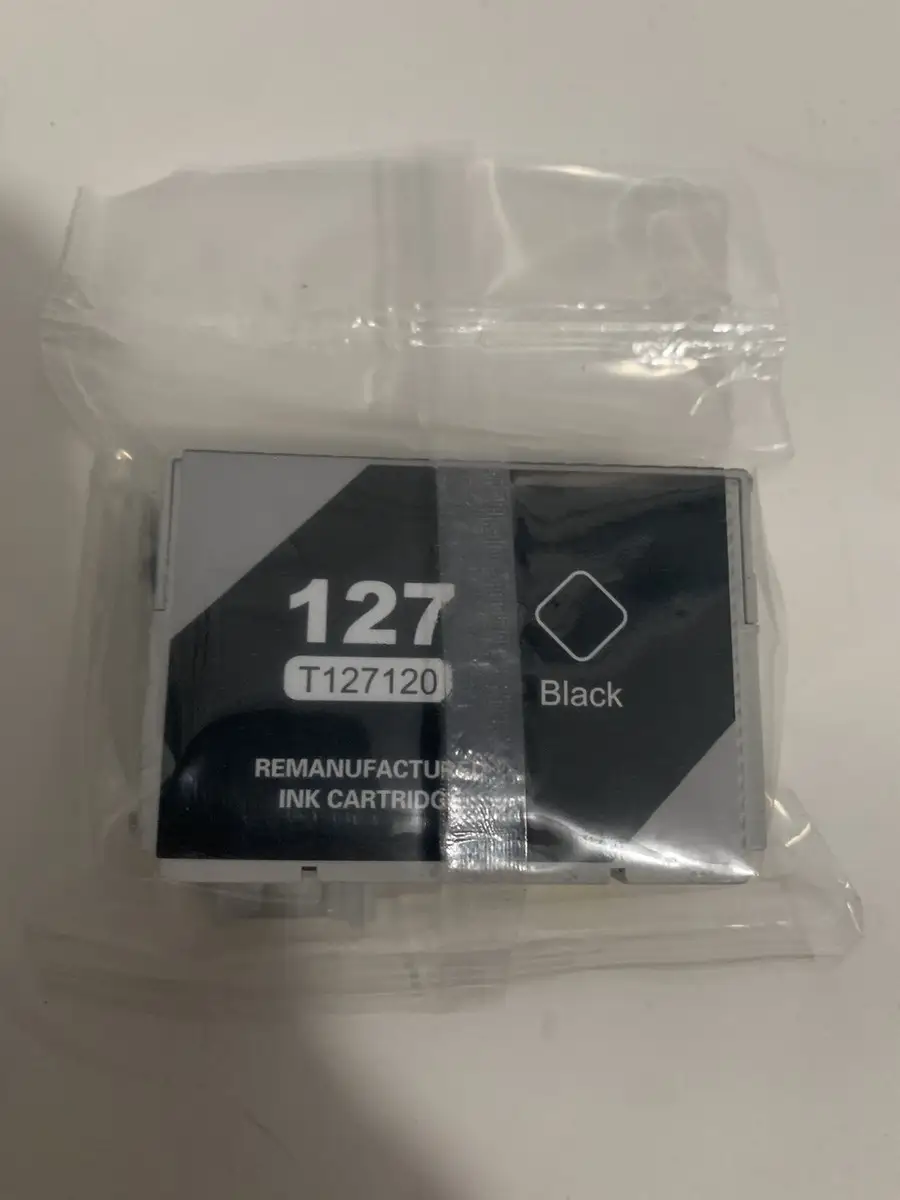 127
T127120
Black
REMANUFACTURED
INK CARTRIDGE